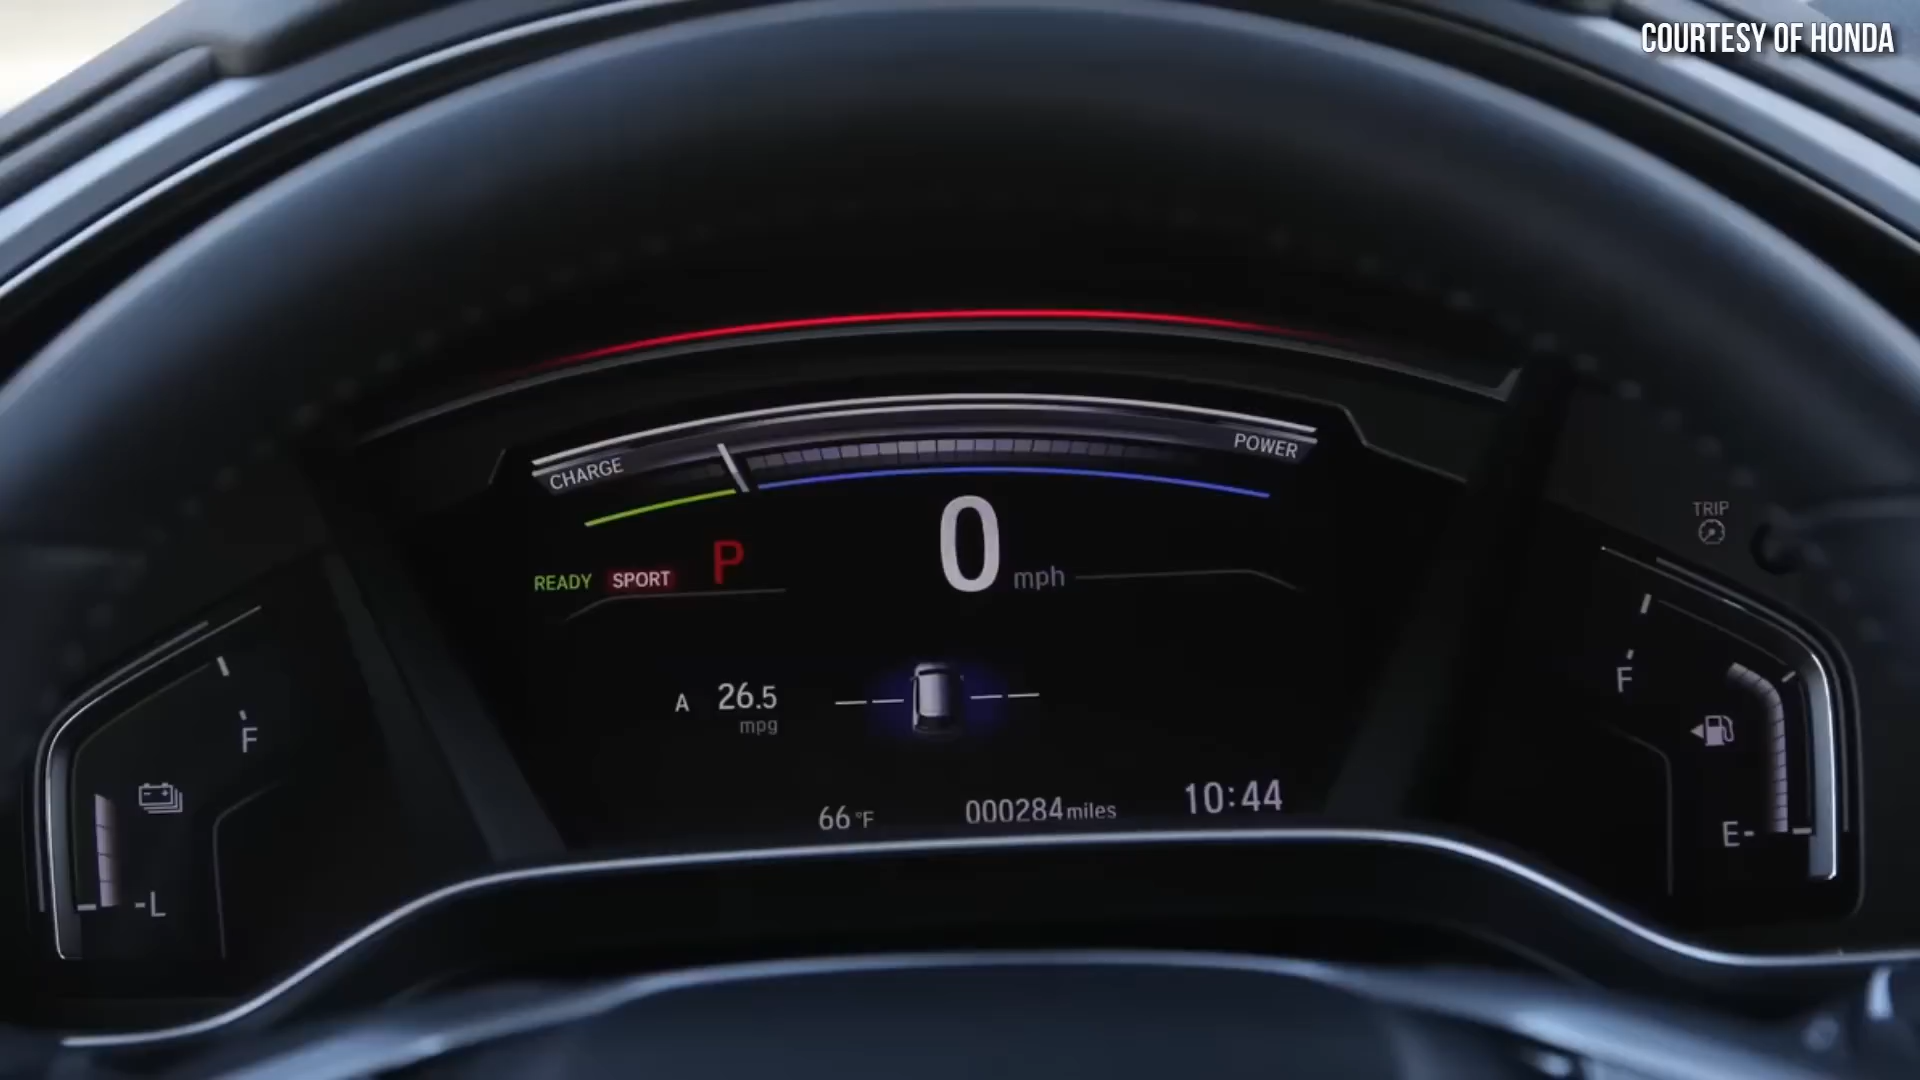 COURTESY OF HONDA
CHARGE
POWER
0 mph
TRIP
READY SPORT P
F
F
A 26.5
mpg
66°F 000284 miles 10:44
E-
-L